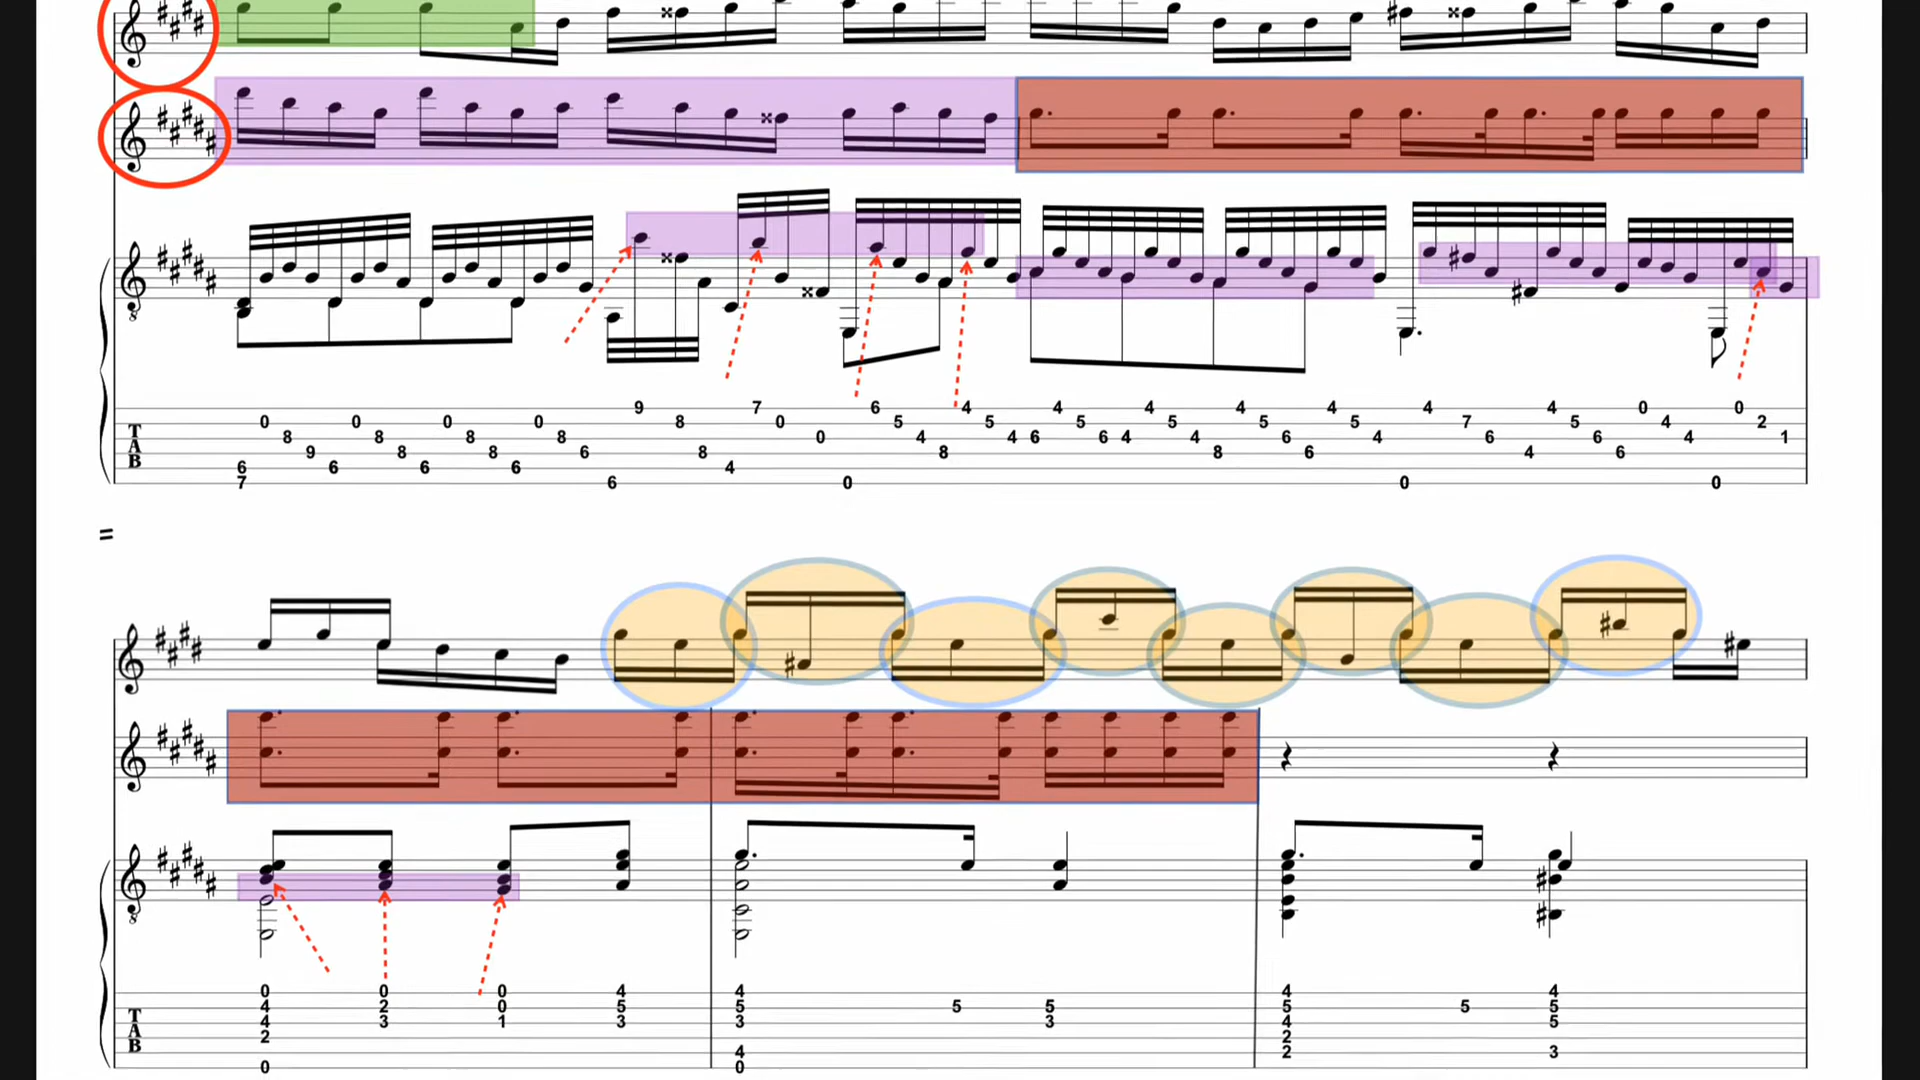 9 7 6 4 4 4 4 4 4 4 0 0
0 0 0 0 8 0 5 5 5 5 5 5 7 5 4 2
8 8 8 8 0 4 4 6 6 4 4 6 4 6 6 4 1
9 8 8 6 8 8 8 6 4 6
6 6 6 6 4
7 6 0 0 0
T
A
B
=
0 0 0 4 4 4 4
4 2 0 5 5 5 5 5 5 5
4 3 1 3 3 3 4 5
2 2
4 2 3
0 0
T
A
B
8
8